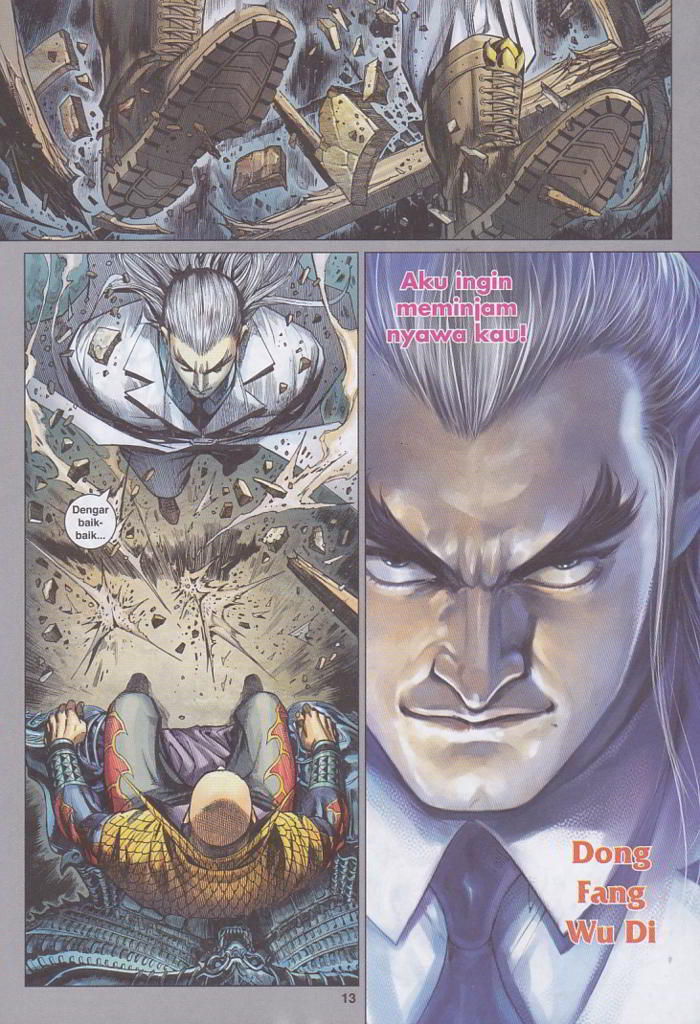 Dengar
baik-
baik...
Aku ingin
meminjam
nyawa kau!
Dong
Fang
Wu Di
13